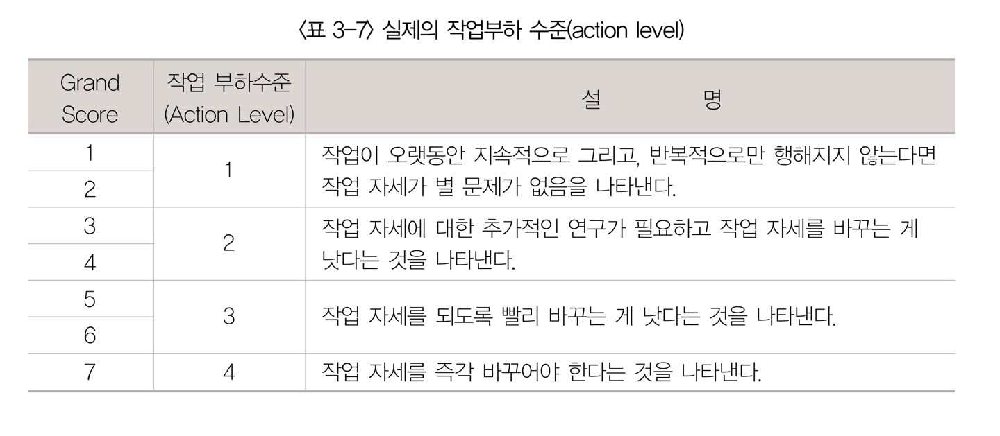 〈표 3-7〉 실제의 작업부하 수준(action level)
Grand Score
작업 부하수준 (Action Level)
설 명
1
2
1
작업이 오랫동안 지속적으로 그리고, 반복적으로만 행해지지 않는다면
작업 자세가 별 문제가 없음을 나타낸다.
3
4
2
작업 자세에 대한 추가적인 연구가 필요하고 작업 자세를 바꾸는 게
낫다는 것을 나타낸다.
5
6
3
작업 자세를 되도록 빨리 바꾸는 게 낫다는 것을 나타낸다.
7
4
작업 자세를 즉각 바꾸어야 한다는 것을 나타낸다.